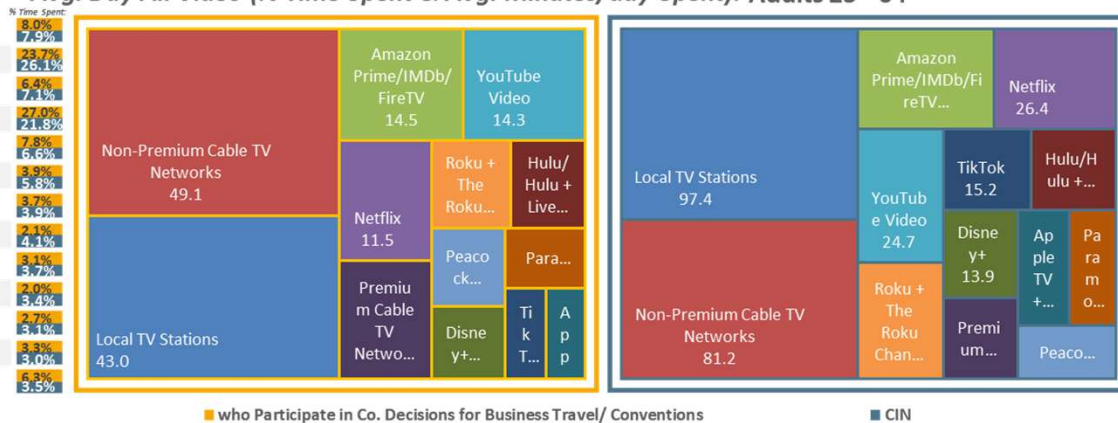 % Time Spent:
8.0%
7.9%
23.7%
26.1%
6.4%
7.1%
27.0%
21.8%
7.8%
6.6%
3.9%
5.8%
3.7%
3.9%
2.1%
4.1%
3.1%
3.7%
2.0%
3.4%
2.7%
3.1%
3.3%
3.0%
6.3%
3.5%
Non-Premium Cable TV
Networks
49.1
Local TV Stations
43.0
Amazon
Prime/IMDb/
FireTV
14.5
YouTube
Video
14.3
Netflix
11.5
Roku +
The
Roku...
Hulu/
Hulu +
Live...
Premiu
m Cable
TV
Netwo...
Peaco
ck...
Para...
Disne
y+...
Ti
k
T...
A
p
p
Local TV Stations
97.4
Non-Premium Cable TV
Networks
81.2
Amazon
Prime/IMDb/Fi
reTV...
Netflix
26.4
YouTub
e Video
24.7
TikTok
15.2
Hulu/H
ulu +...
Roku +
The
Roku
Chan...
Disne
y+
13.9
Ap
ple
TV
+...
Pa
ra
m
o...
Premi
um...
Peaco...
who Participate in Co. Decisions for Business Travel/ Conventions
CIN